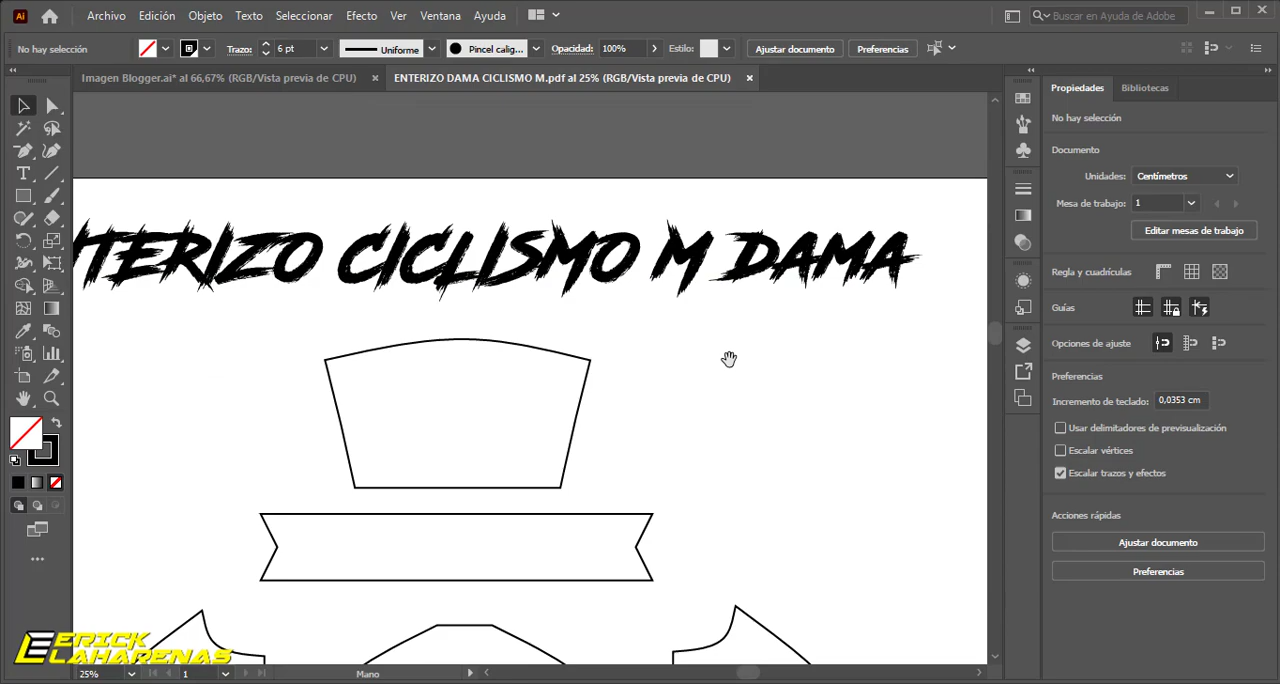 Ai Archivo Edición Objeto Texto Seleccionar Efecto Ver Ventana Ayuda Buscar en Ayuda de Adobe
No hay selección Trazo: 6 pt Uniforme Pincel calig... Opacidad: 100% Estilo: Ajustar documento Preferencias
Imagen Blogger.ai* al 66,67% (RGB/Vista previa de CPU) × ENTERIZO DAMA CICLISMO M.pdf al 25% (RGB/Vista previa de CPU) ×
Propiedades Bibliotecas
No hay selección
Documento
Unidades: Centímetros
Mesa de trabajo: 1
Editar mesas de trabajo
NTERIZO CICLISMO M DAMA
Regla y cuadrículas
Guías
Opciones de ajuste
Preferencias
Incremento de teclado: 0,0353 cm
Usar delimitadores de previsualización
Escalar vértices
Escalar trazos y efectos
Acciones rápidas
Ajustar documento
Preferencias
ERICK
LAHARENAS
25% 1 Mano